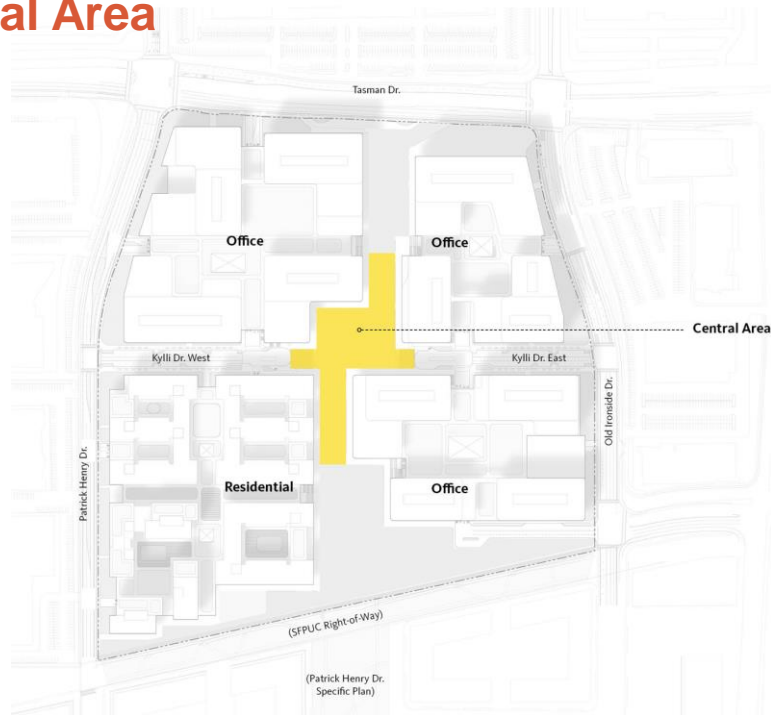 al Area
Tasman Dr.
Office
Office
Central Area
Kylli Dr. West
Kylli Dr. East
Old Ironside Dr.
Patrick Henry Dr.
Residential
Office
(SFPUC Right-of-Way)
(Patrick Henry Dr.
Specific Plan)